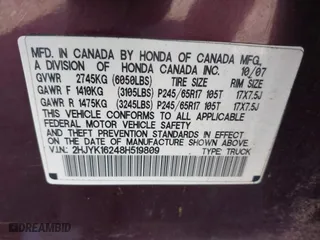 MFD. IN CANADA BY HONDA OF CANADA MFG.
A DIVISION OF HONDA CANADA INC. 10/07
GVWR 2745KG (6050LBS) TIRE SIZE RIM SIZE
GAWR F 1410KG (3105LBS) P245/65R17 105T 17X7.5J
GAWR R 1475KG (3245LBS) P245/65R17 105T 17X7.5J
THIS VEHICLE CONFORMS TO ALL APPLICABLE
FEDERAL MOTOR VEHICLE SAFETY AND
THEFT PREVENTION STANDARDS IN EFFECT ON
THE DATE OF MANUFACTURE SHOWN ABOVE.
V.I.N: 2HJYK16248H519809 TYPE: TRUCK
DREAMBID